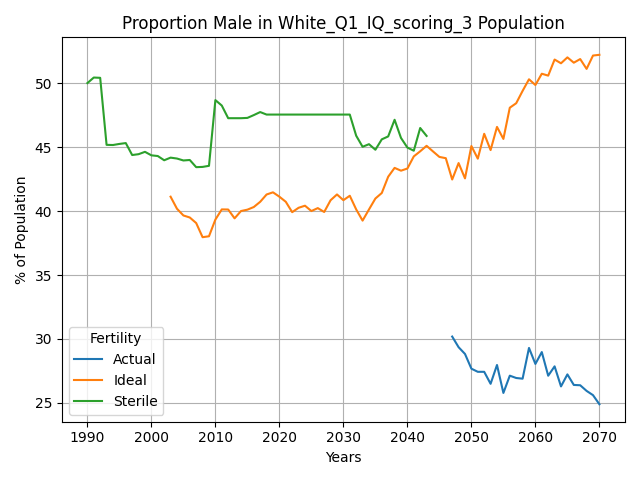 Proportion Male in White_Q1_IQ_scoring_3 Population
% of Population
50
45
40
35
30
25
Fertility
Actual
Ideal
Sterile
1990 2000 2010 2020 2030 2040 2050 2060 2070
Years